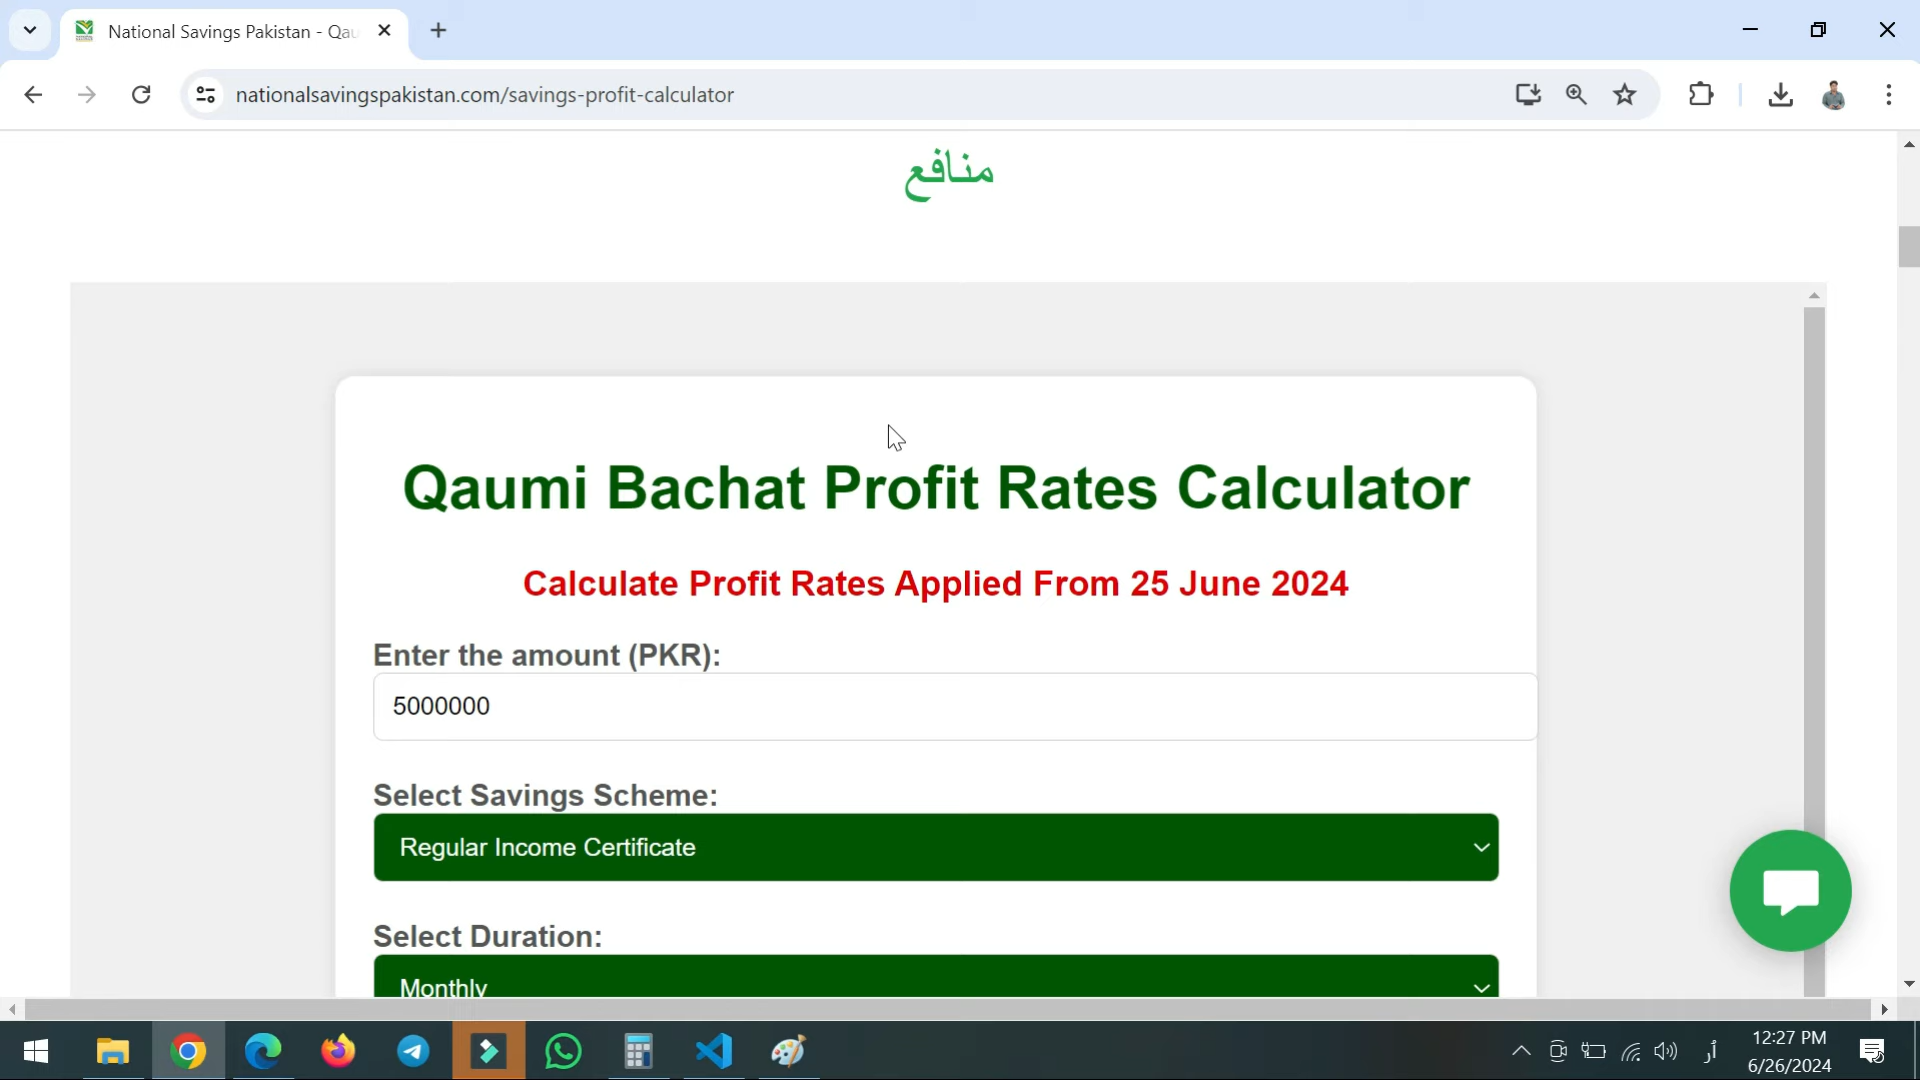 National Savings Pakistan - Qau
nationalsavingspakistan.com/savings-profit-calculator
منافع
Qaumi Bachat Profit Rates Calculator
Calculate Profit Rates Applied From 25 June 2024
Enter the amount (PKR):
5000000
Select Savings Scheme:
Regular Income Certificate
Select Duration:
Monthly
12:27 PM
6/26/2024